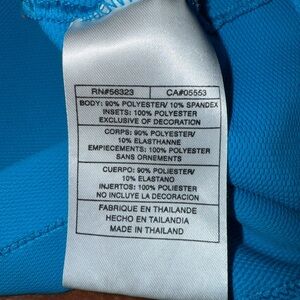 RN#56323 CA#05553
BODY: 90% POLYESTER/ 10% SPANDEX
INSETS: 100% POLYESTER
EXCLUSIVE OF DECORATION
CORPS: 90% POLYESTER/
10% ELASTHANNE
EMPIECEMENTS: 100% POLYESTER
SANS ORNEMENTS
CUERPO: 90% POLIESTER/
10% ELASTANO
INJERTOS: 100% POLIESTER
NO INCLUYE LA DECORACION
FABRIQUE EN THAILANDE
HECHO EN TAILANDIA
MADE IN THAILAND